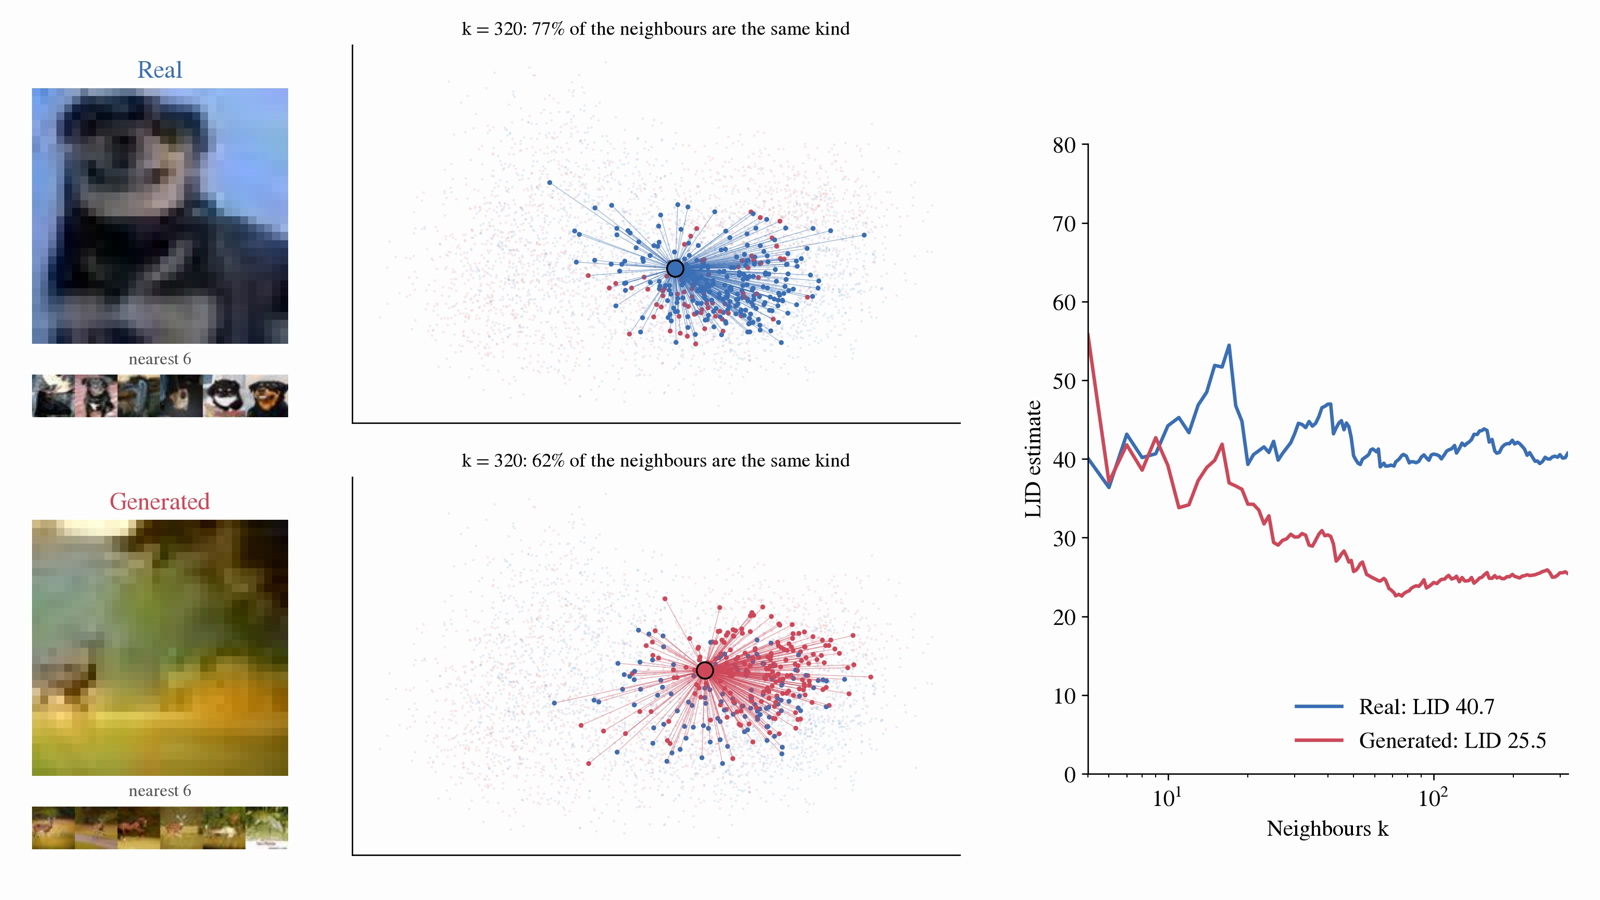 k = 320: 77% of the neighbours are the same kind
Real
nearest 6
k = 320: 62% of the neighbours are the same kind
Generated
nearest 6
80
70
60
50
40
30
20
10
0
LID estimate
Real: LID 40.7
Generated: LID 25.5
10¹
10²
Neighbours k